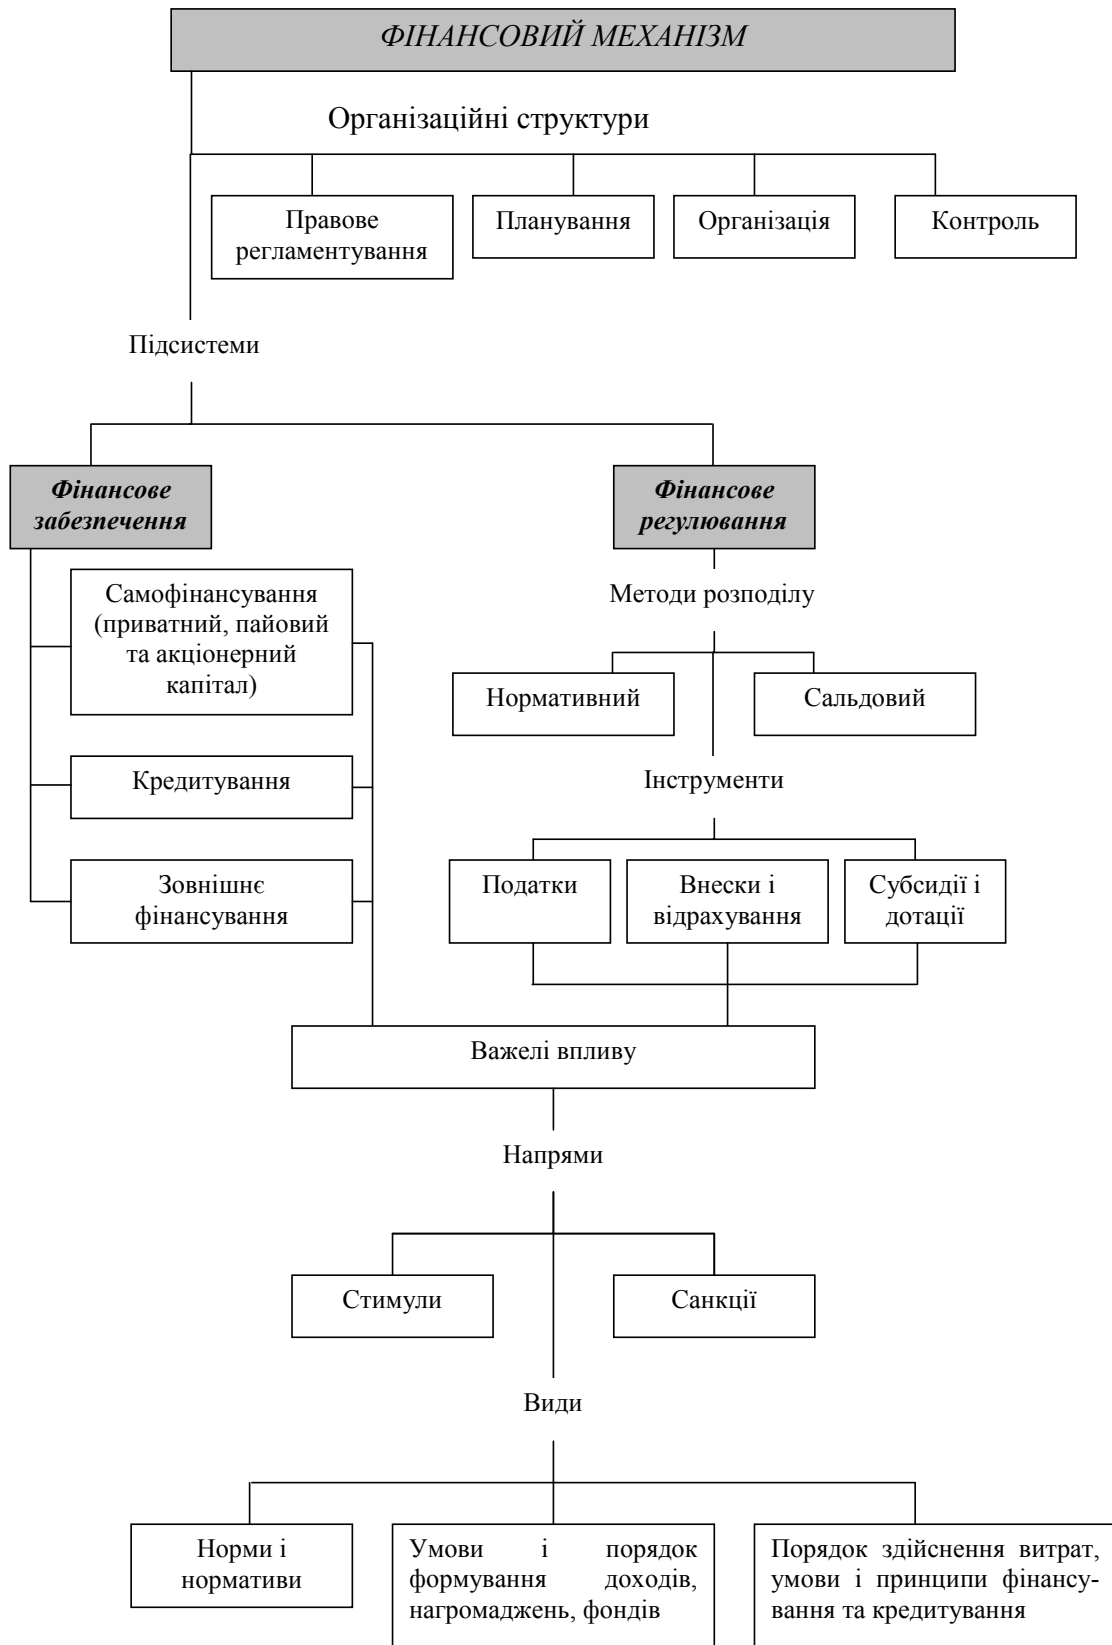 ФІНАНСОВИЙ МЕХАНІЗМ
Організаційні структури
Правове
регламентування
Планування
Організація
Контроль
Підсистеми
Фінансове
забезпечення
Фінансове
регулювання
Самофінансування
(приватний, пайовий
та акціонерний
капітал)
Методи розподілу
Нормативний
Сальдовий
Кредитування
Інструменти
Зовнішнє
фінансування
Податки
Внески і
відрахування
Субсидії і
дотації
Важелі впливу
Напрями
Стимули
Санкції
Види
Норми і
нормативи
Умови і порядок
формування доходів,
нагромаджень, фондів
Порядок здійснення витрат,
умови і принципи фінансу-
вання та кредитування